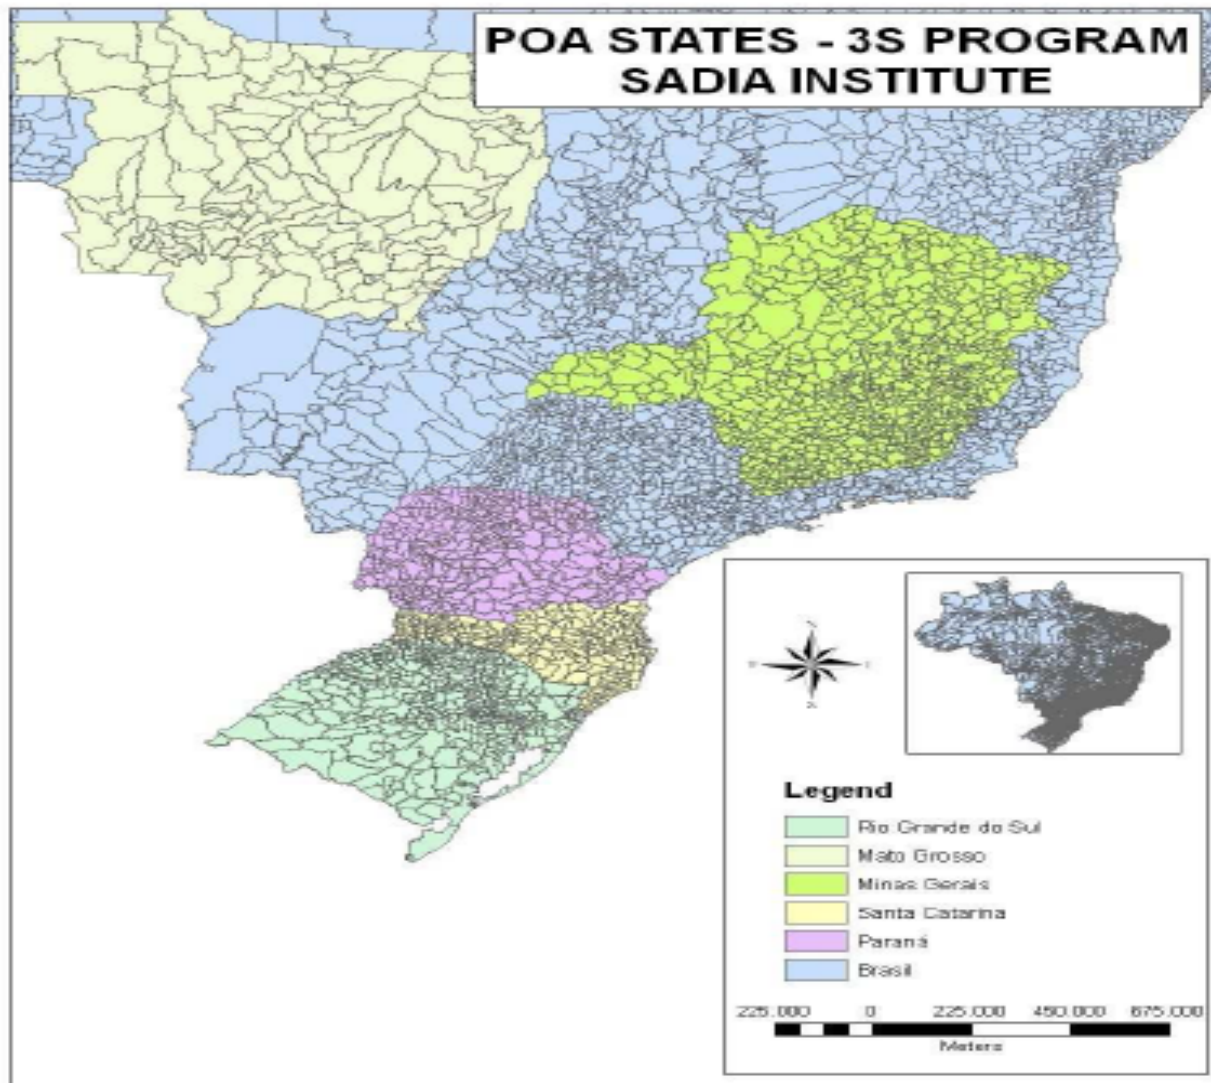 POA STATES - 3S PROGRAM
SADIA INSTITUTE
N
S
Legend
Rio Grande do Sul
Mato Grosso
Minas Gerais
Santa Catarina
Paraná
Brasil
225.000 0 225.000 450.000 675.000
Meters